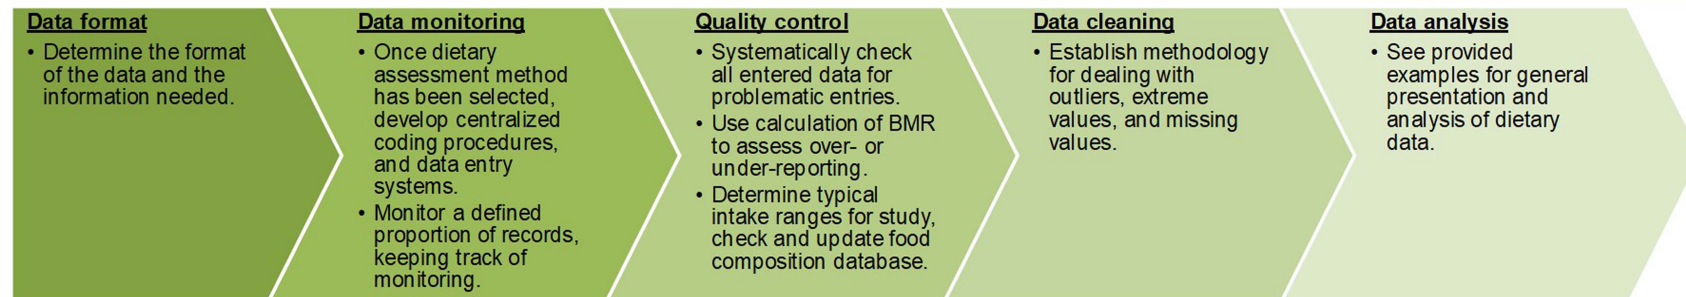 Data format
• Determine the format
of the data and the
information needed.
Data monitoring
• Once dietary
assessment method
has been selected,
develop centralized
coding procedures,
and data entry
systems.
• Monitor a defined
proportion of records,
keeping track of
monitoring.
Quality control
• Systematically check
all entered data for
problematic entries.
• Use calculation of BMR
to assess over- or
under-reporting.
• Determine typical
intake ranges for study,
check and update food
composition database.
Data cleaning
• Establish methodology
for dealing with
outliers, extreme
values, and missing
values.
Data analysis
• See provided
examples for general
presentation and
analysis of dietary
data.